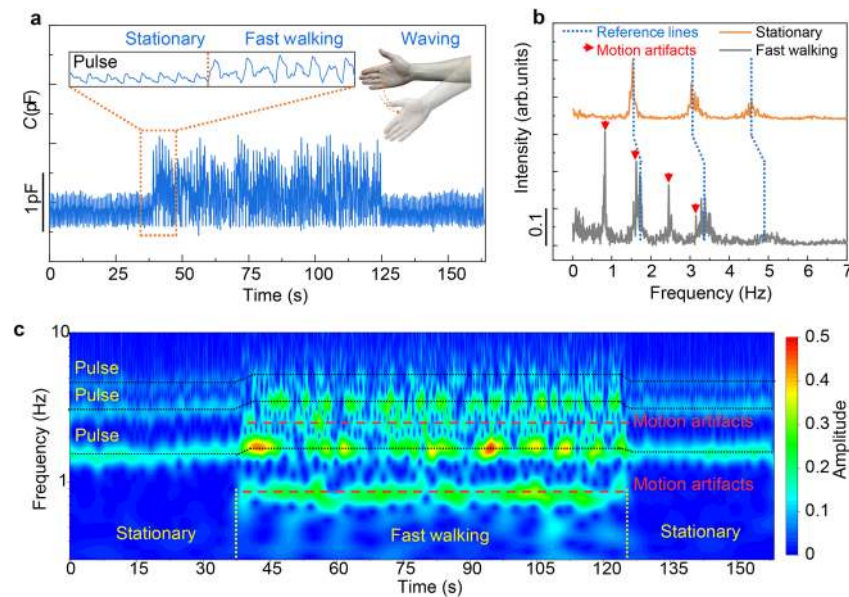 a
Stationary Fast walking Waving
Pulse
C(pF)
1pF
0 25 50 75 100 125 150
Time (s)
b
Reference lines Stationary
Motion artifacts Fast walking
Intensity (arb.units)
0.1
0 1 2 3 4 5 6 7
Frequency (Hz)
c
10
1
Frequency (Hz)
Pulse
Pulse
Pulse
Motion artifacts
Motion artifacts
Stationary Fast walking Stationary
0 15 30 45 60 75 90 105 120 135 150
Time (s)
0.5
0.4
0.3
0.2
0.1
0
Amplitude